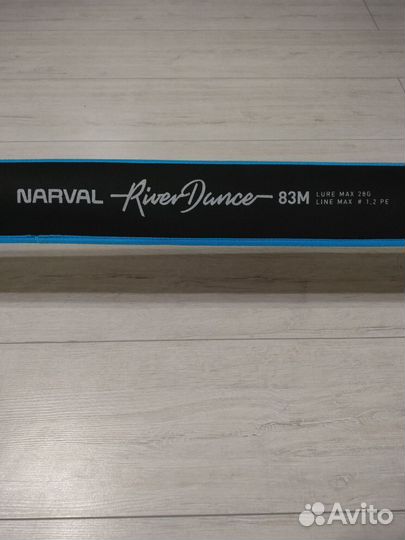 NARVAL River Dance 83M LURE MAX 28G
LINE MAX # 1,2 PE
Avito